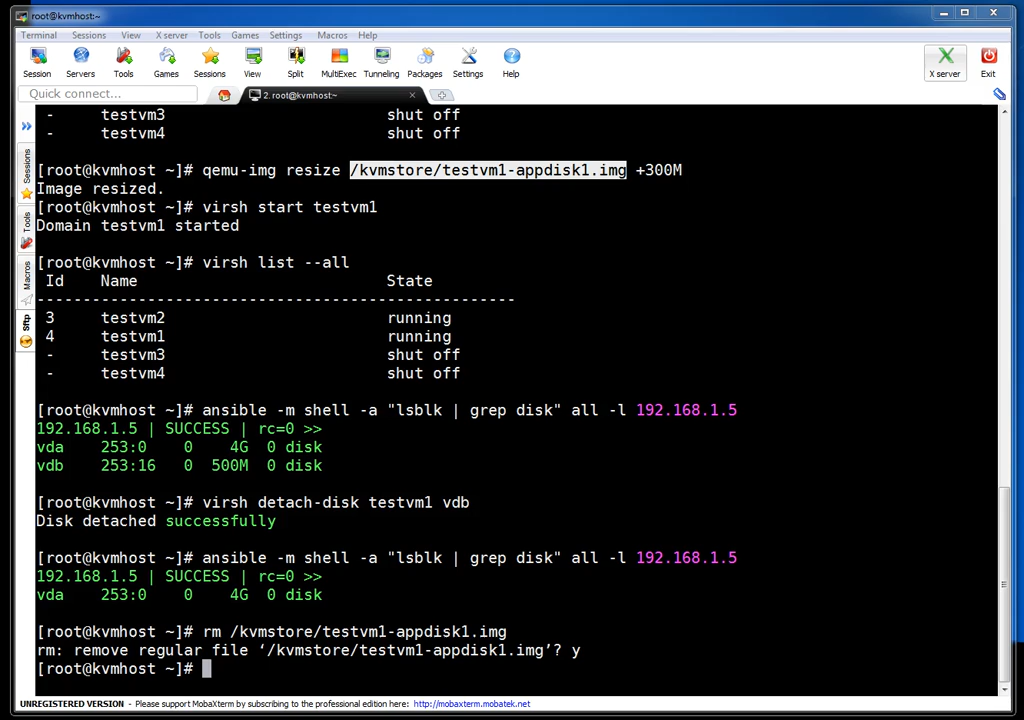 root@kvmhost:~
Terminal Sessions View X server Tools Games Settings Macros Help
Session Servers Tools Games Sessions View Split MultiExec Tunneling Packages Settings Help X server Exit
Quick connect... 2. root@kvmhost:~
Sessions
Tools
Macros
Sftp
- testvm3 shut off
- testvm4 shut off
[root@kvmhost ~]# qemu-img resize /kvmstore/testvm1-appdisk1.img +300M
Image resized.
[root@kvmhost ~]# virsh start testvm1
Domain testvm1 started
[root@kvmhost ~]# virsh list --all
Id Name State
----------------------------------------------------
3 testvm2 running
4 testvm1 running
- testvm3 shut off
- testvm4 shut off
[root@kvmhost ~]# ansible -m shell -a "lsblk | grep disk" all -l 192.168.1.5
192.168.1.5 | SUCCESS | rc=0 >>
vda 253:0 0 4G 0 disk
vdb 253:16 0 500M 0 disk
[root@kvmhost ~]# virsh detach-disk testvm1 vdb
Disk detached successfully
[root@kvmhost ~]# ansible -m shell -a "lsblk | grep disk" all -l 192.168.1.5
192.168.1.5 | SUCCESS | rc=0 >>
vda 253:0 0 4G 0 disk
[root@kvmhost ~]# rm /kvmstore/testvm1-appdisk1.img
rm: remove regular file ‘/kvmstore/testvm1-appdisk1.img’? y
[root@kvmhost ~]#
UNREGISTERED VERSION - Please support MobaXterm by subscribing to the professional edition here: http://mobaxterm.mobatek.net